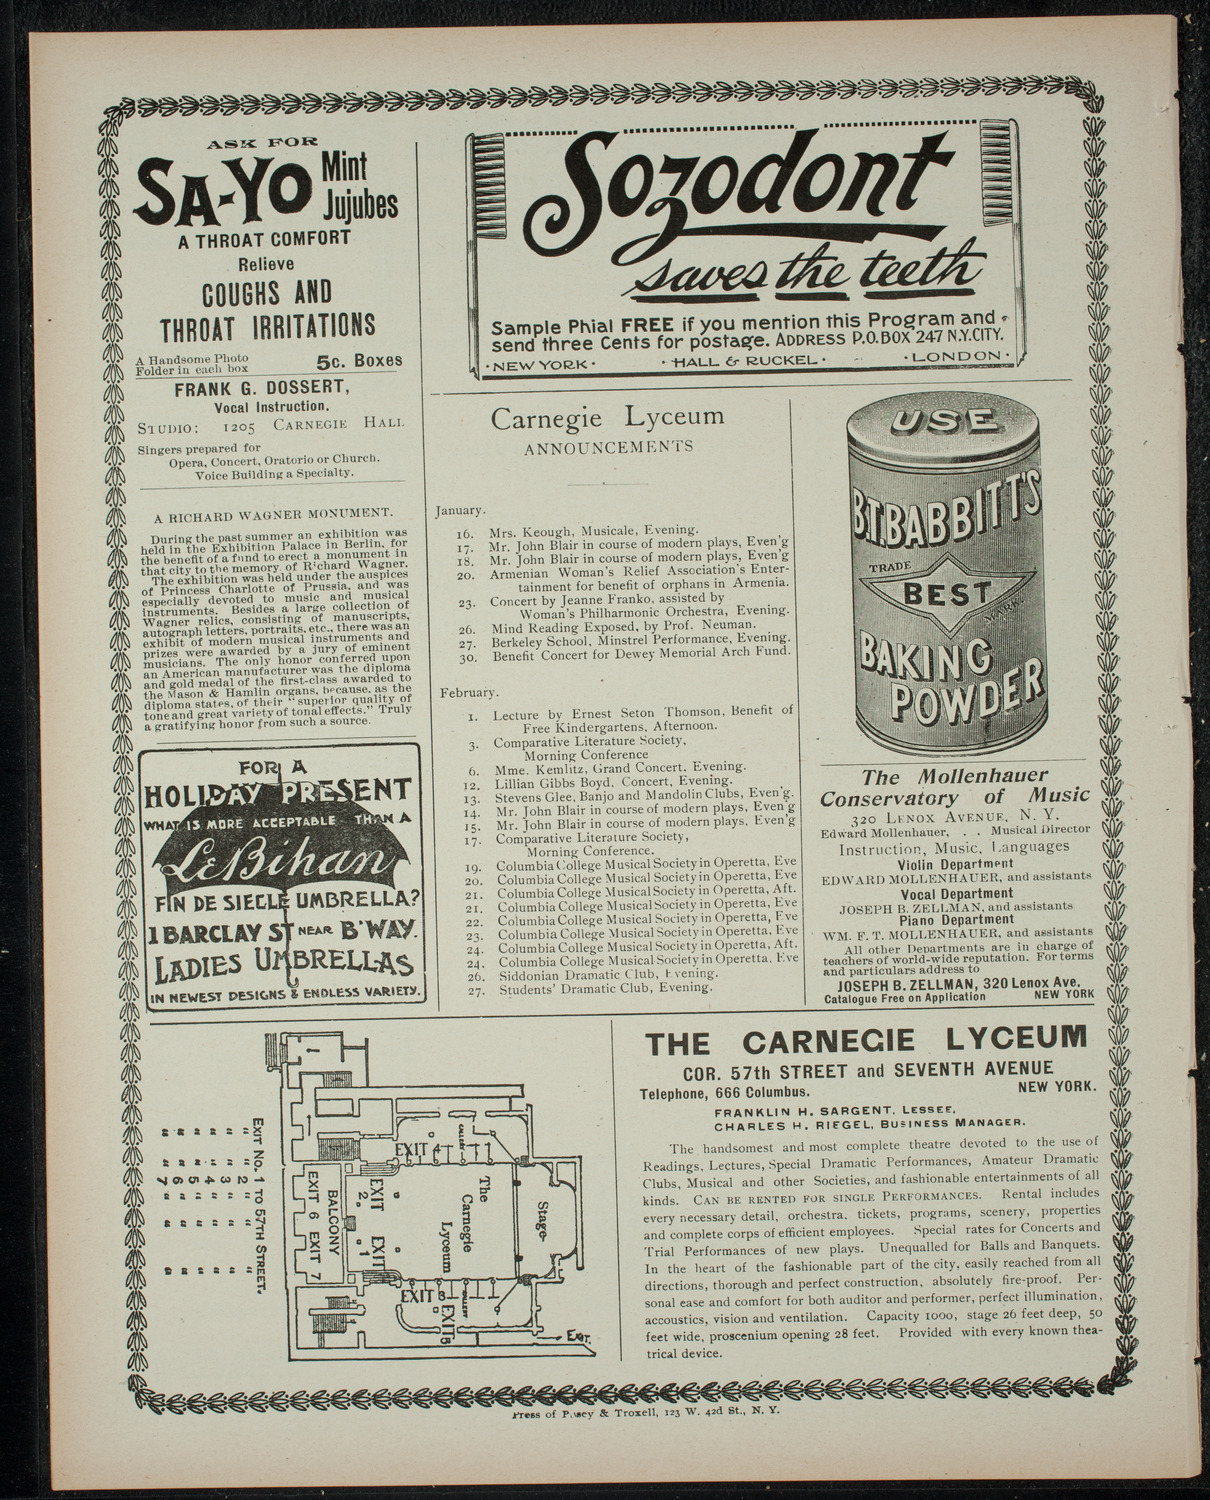 ASK FOR
SA-YO Mint Jujubes
A THROAT COMFORT
Relieve
COUGHS AND
THROAT IRRITATIONS
A Handsome Photo
Folder in each box
5c. Boxes
FRANK G. DOSSERT,
Vocal Instruction.
STUDIO: 1205 CARNEGIE HALL
Singers prepared for
Opera, Concert, Oratorio or Church.
Voice Building a Specialty.
A RICHARD WAGNER MONUMENT.
During the past summer an exhibition was
held in the Exhibition Palace in Berlin, for
the benefit of a fund to erect a monument in
that city to the memory of Richard Wagner.
The exhibition was held under the auspices
of Princess Charlotte of Prussia, and was
especially devoted to music and musical
instruments. Besides a large collection of
Wagner relics, consisting of manuscripts,
autograph letters, portraits, etc., there was an
exhibit of modern musical instruments and
prizes were awarded by a jury of eminent
musicians. The only honor conferred upon
an American manufacturer was the diploma
and gold medal of the first-class awarded to
the Mason & Hamlin organs, because, as the
diploma states, of their "superior quality of
tone and great variety of tonal effects." Truly
a gratifying honor from such a source.
FOR A
HOLIDAY PRESENT
WHAT IS MORE ACCEPTABLE THAN A
Le Bihan
FIN DE SIECLE UMBRELLA?
1 BARCLAY ST NEAR B'WAY.
LADIES UMBRELLAS
IN NEWEST DESIGNS & ENDLESS VARIETY.
Sozodont
saves the teeth
Sample Phial FREE if you mention this Program and
send three Cents for postage. ADDRESS P.O. BOX 247 N.Y. CITY.
·NEW YORK· ·HALL & RUCKEL· ·LONDON·
Carnegie Lyceum
ANNOUNCEMENTS
January.
16. Mrs. Keough, Musicale, Evening.
17. Mr. John Blair in course of modern plays, Even'g
18. Mr. John Blair in course of modern plays, Even'g
20. Armenian Woman's Relief Association's Enter-
tainment for benefit of orphans in Armenia.
23. Concert by Jeanne Franko, assisted by
Woman's Philharmonic Orchestra, Evening.
26. Mind Reading Exposed, by Prof. Neuman.
27. Berkeley School, Minstrel Performance, Evening.
30. Benefit Concert for Dewey Memorial Arch Fund.
February.
1. Lecture by Ernest Seton Thomson, Benefit of
Free Kindergartens, Afternoon.
3. Comparative Literature Society,
Morning Conference
6. Mme. Kemlitz, Grand Concert, Evening.
12. Lillian Gibbs Boyd, Concert, Evening.
13. Stevens Glee, Banjo and Mandolin Clubs, Even'g.
14. Mr. John Blair in course of modern plays, Even'g
15. Mr. John Blair in course of modern plays, Even'g
17. Comparative Literature Society,
Morning Conference.
19. Columbia College Musical Society in Operetta, Eve
20. Columbia College Musical Society in Operetta, Eve
21. Columbia College Musical Society in Operetta, Aft.
21. Columbia College Musical Society in Operetta, Eve
22. Columbia College Musical Society in Operetta, Eve
23. Columbia College Musical Society in Operetta, Eve
24. Columbia College Musical Society in Operetta, Aft.
24. Columbia College Musical Society in Operetta, Eve
26. Siddonian Dramatic Club, Evening.
27. Students' Dramatic Club, Evening.
USE
B.T. BABBITT'S
TRADE
BEST
MARK
BAKING
POWDER
The Mollenhauer
Conservatory of Music
320 LENOX AVENUE, N. Y.
Edward Mollenhauer, . . Musical Director
Instruction, Music, Languages
Violin Department
EDWARD MOLLENHAUER, and assistants
Vocal Department
JOSEPH B. ZELLMAN, and assistants
Piano Department
WM. F. T. MOLLENHAUER, and assistants
All other Departments are in charge of
teachers of world-wide reputation. For terms
and particulars address to
JOSEPH B. ZELLMAN, 320 Lenox Ave.
Catalogue Free on Application NEW YORK
EXIT NO. 1 TO 57TH STREET.
" " 2 " " "
" " 3 " " "
" " 4 " " "
" " 5 " " "
" " 6 " " "
" " 7 " " "
EXIT 4
GALLERY
EXIT 2
EXIT 6
BALCONY
EXIT 7
EXIT 1
The
Carnegie
Lyceum
Stage
EXIT 3
GALLERY
EXIT 5
EXIT
THE CARNEGIE LYCEUM
COR. 57th STREET and SEVENTH AVENUE
Telephone, 666 Columbus. NEW YORK.
FRANKLIN H. SARGENT, LESSEE.
CHARLES H. RIEGEL, BUSINESS MANAGER.
The handsomest and most complete theatre devoted to the use of
Readings, Lectures, Special Dramatic Performances, Amateur Dramatic
Clubs, Musical and other Societies, and fashionable entertainments of all
kinds. CAN BE RENTED FOR SINGLE PERFORMANCES. Rental includes
every necessary detail, orchestra, tickets, programs, scenery, properties
and complete corps of efficient employees. Special rates for Concerts and
Trial Performances of new plays. Unequalled for Balls and Banquets.
In the heart of the fashionable part of the city, easily reached from all
directions, thorough and perfect construction, absolutely fire-proof. Per-
sonal ease and comfort for both auditor and performer, perfect illumination,
accoustics, vision and ventilation. Capacity 1000, stage 26 feet deep, 50
feet wide, proscenium opening 28 feet. Provided with every known thea-
trical device.
Press of Pusey & Troxell, 123 W. 42d St., N. Y.